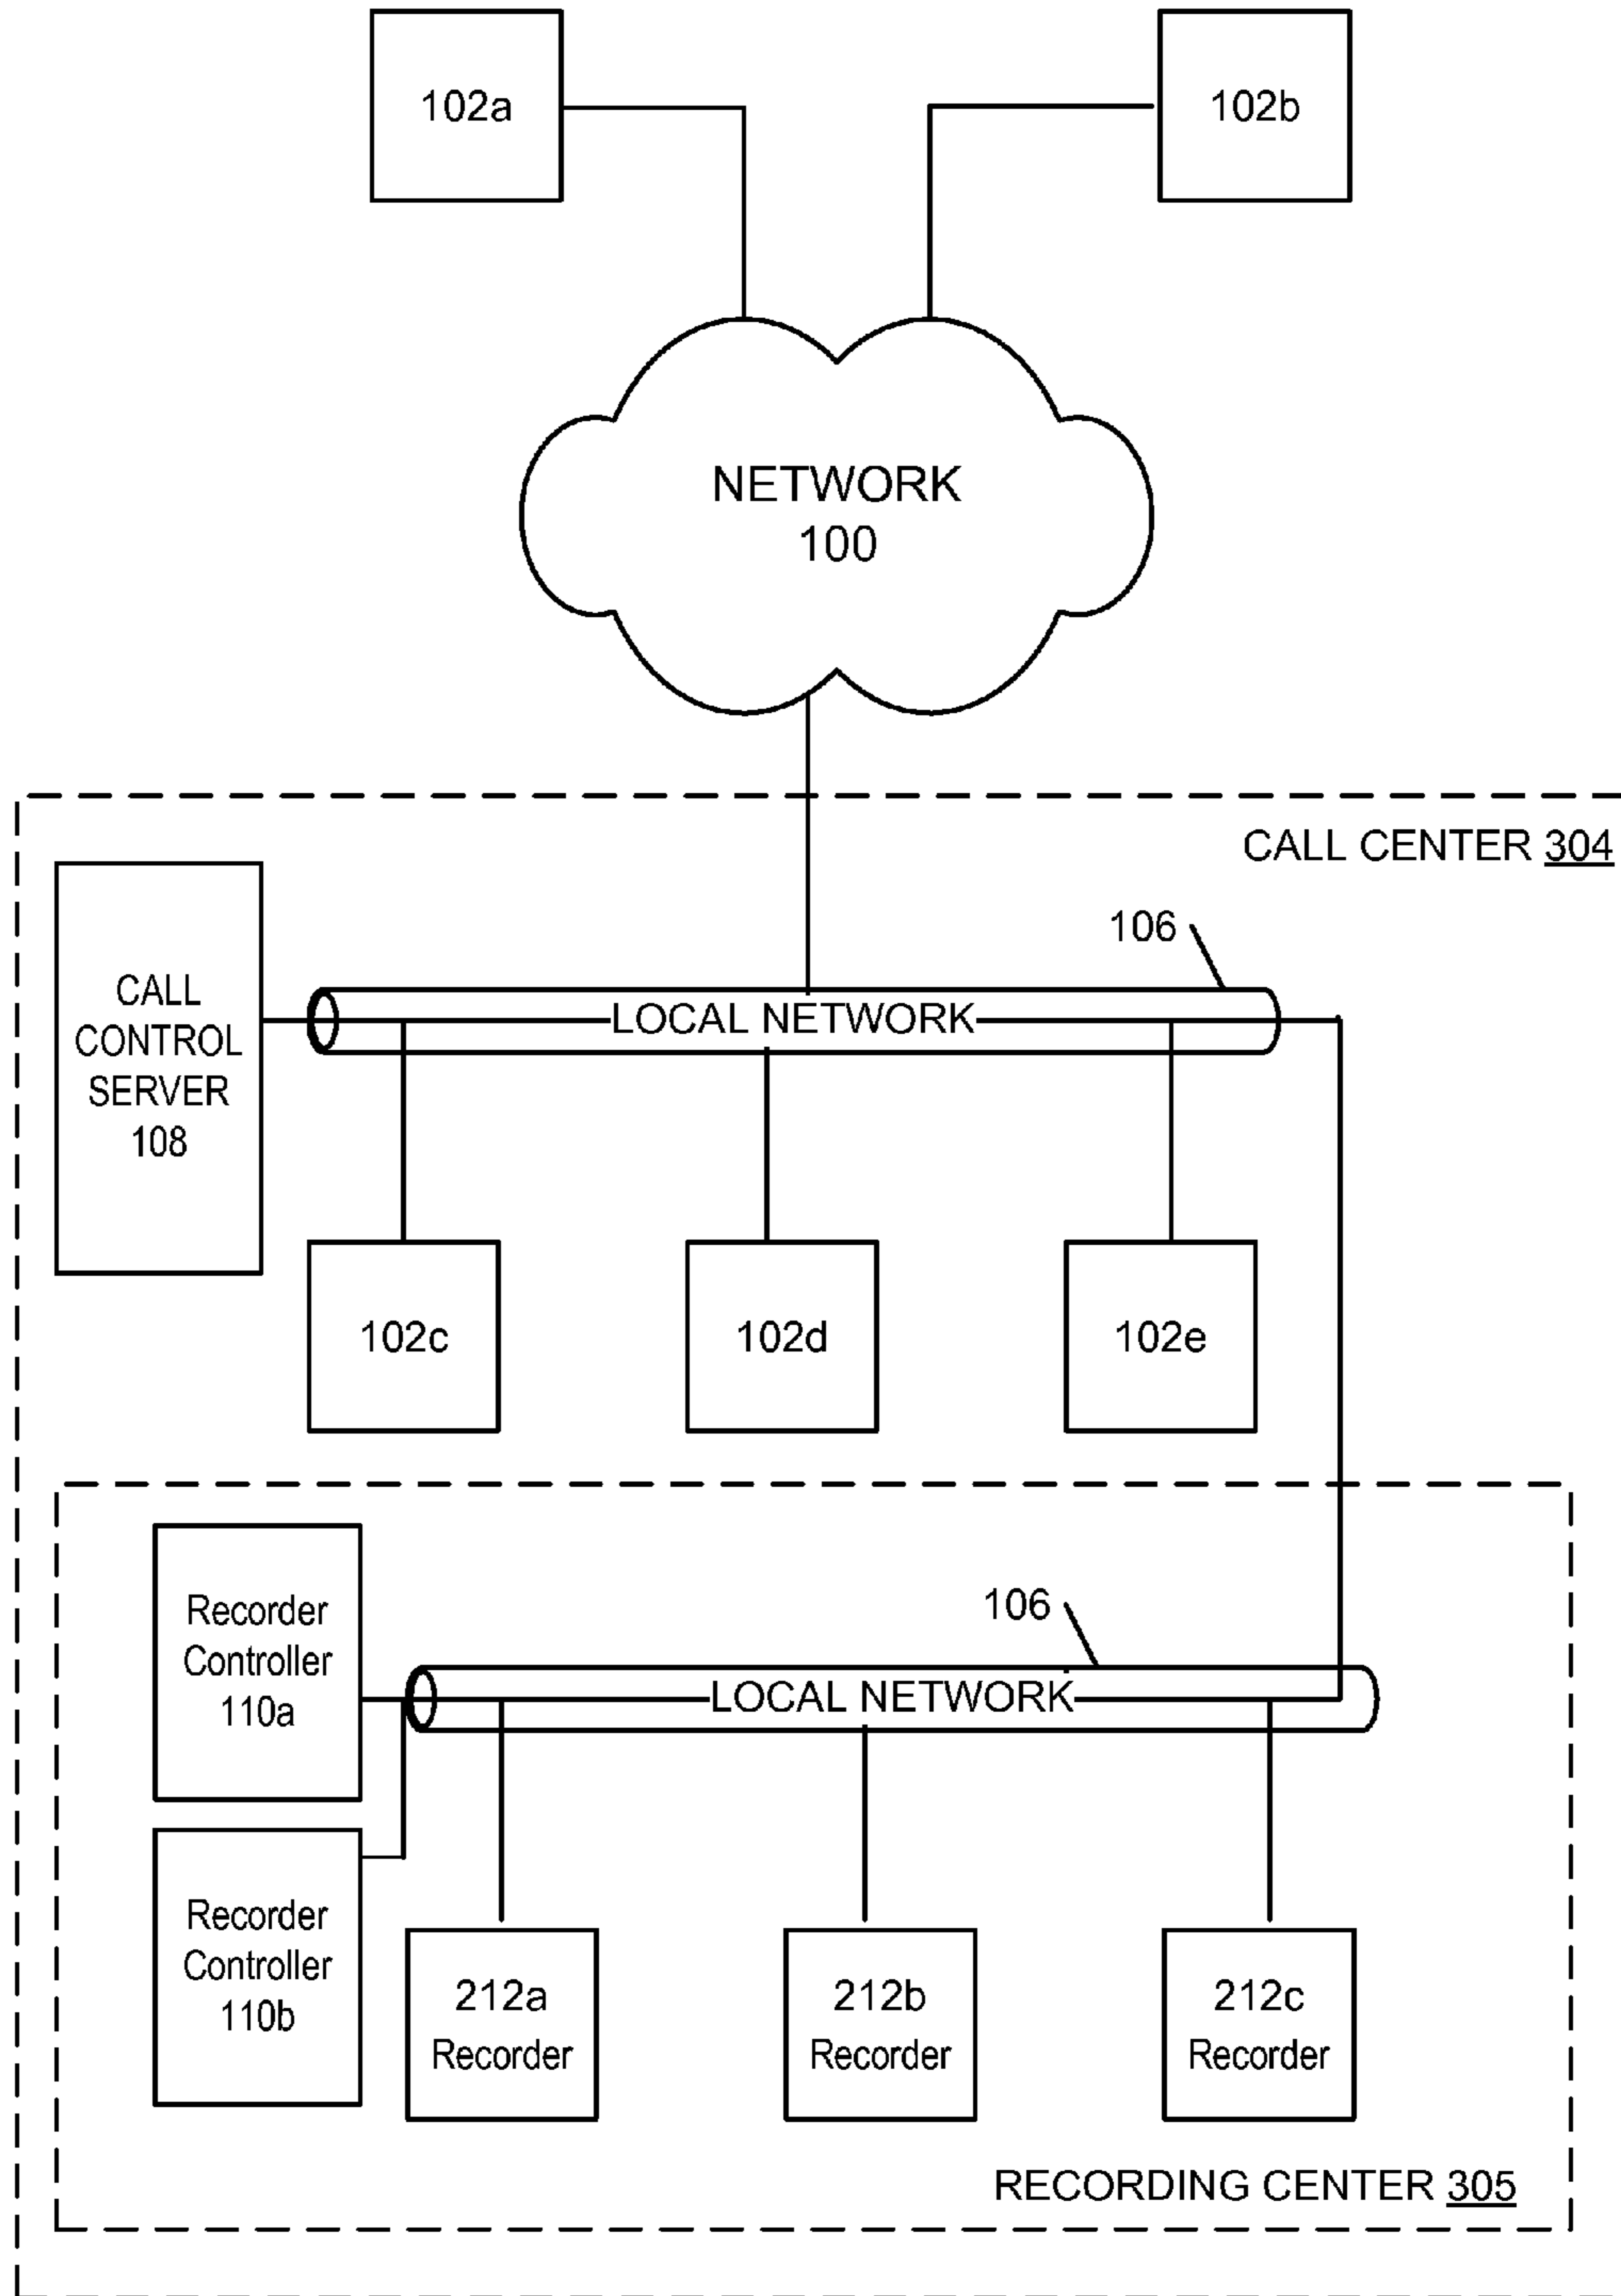 102a
102b
NETWORK
100
CALL CENTER 304
106
CALL
CONTROL
SERVER
108
LOCAL NETWORK
102c
102d
102e
Recorder
Controller
110a
106
LOCAL NETWORK
Recorder
Controller
110b
212a
Recorder
212b
Recorder
212c
Recorder
RECORDING CENTER 305